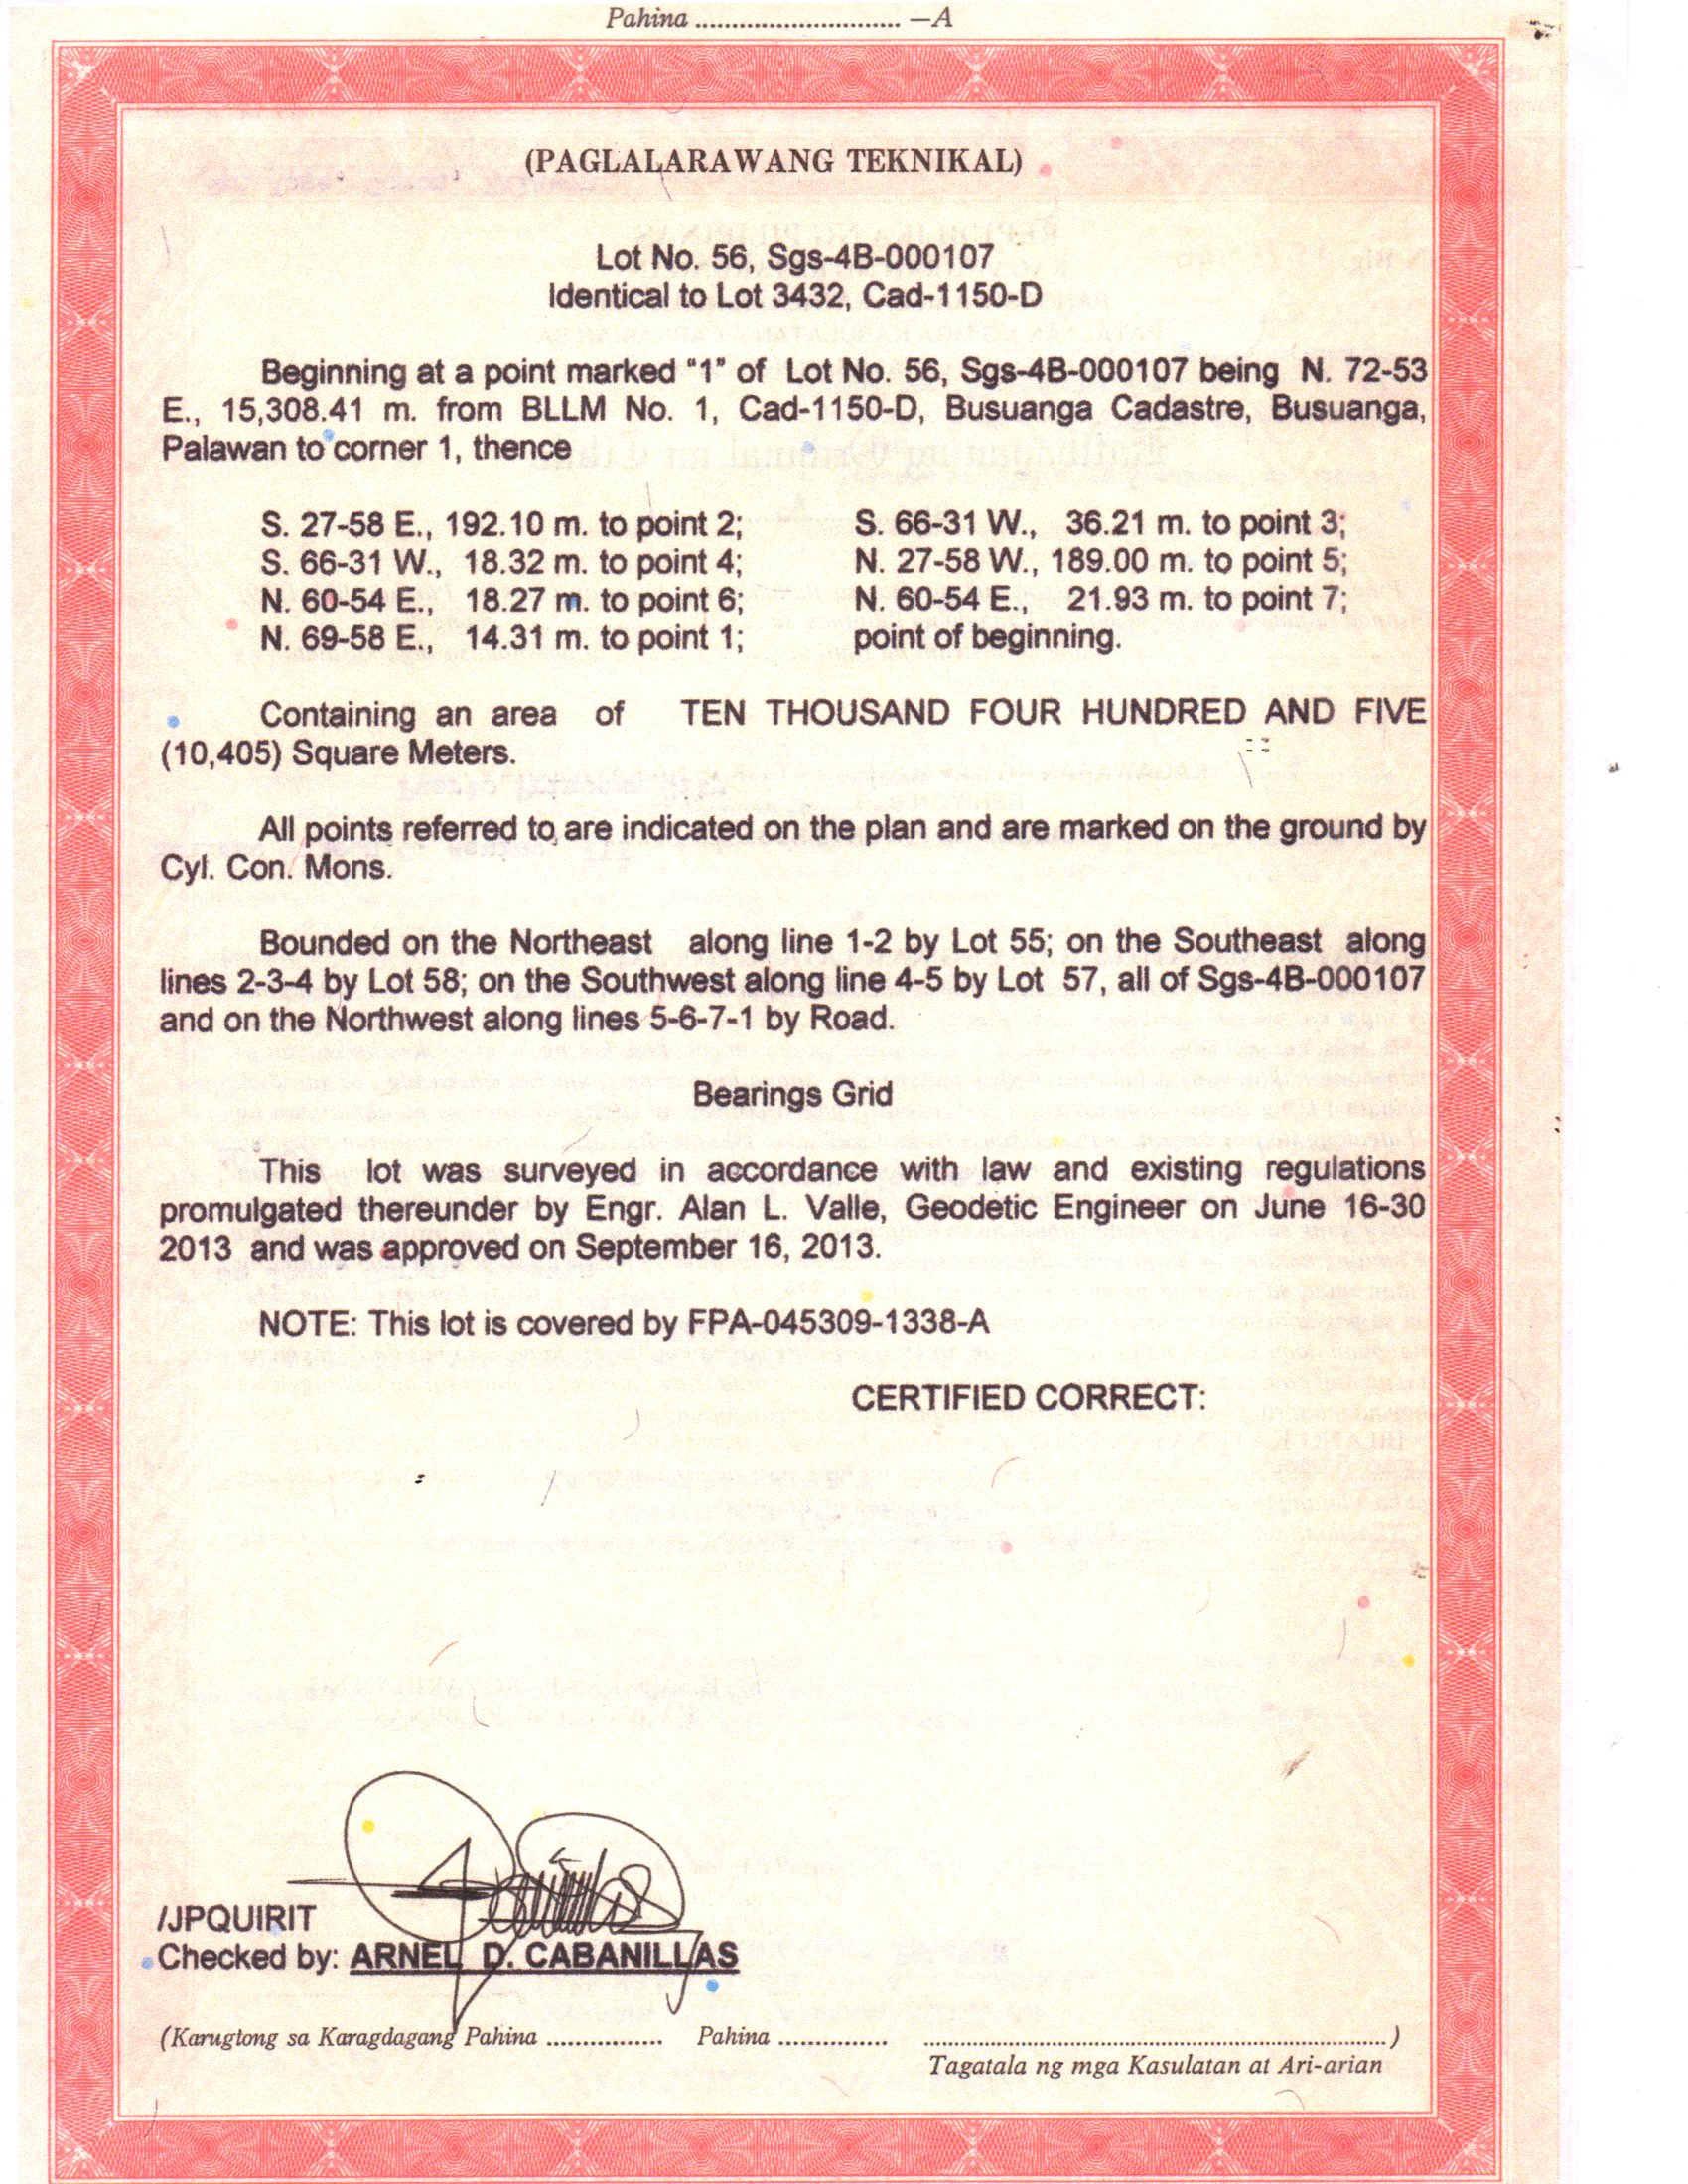 Pahina .............................. —A
(PAGLALARAWANG TEKNIKAL)
Lot No. 56, Sgs-4B-000107
Identical to Lot 3432, Cad-1150-D
Beginning at a point marked “1” of Lot No. 56, Sgs-4B-000107 being N. 72-53
E., 15,308.41 m. from BLLM No. 1, Cad-1150-D, Busuanga Cadastre, Busuanga,
Palawan to corner 1, thence
S. 27-58 E., 192.10 m. to point 2; S. 66-31 W., 36.21 m. to point 3;
S. 66-31 W., 18.32 m. to point 4; N. 27-58 W., 189.00 m. to point 5;
N. 60-54 E., 18.27 m. to point 6; N. 60-54 E., 21.93 m. to point 7;
N. 69-58 E., 14.31 m. to point 1; point of beginning.
Containing an area of TEN THOUSAND FOUR HUNDRED AND FIVE
(10,405) Square Meters.
All points referred to are indicated on the plan and are marked on the ground by
Cyl. Con. Mons.
Bounded on the Northeast along line 1-2 by Lot 55; on the Southeast along
lines 2-3-4 by Lot 58; on the Southwest along line 4-5 by Lot 57, all of Sgs-4B-000107
and on the Northwest along lines 5-6-7-1 by Road.
Bearings Grid
This lot was surveyed in accordance with law and existing regulations
promulgated thereunder by Engr. Alan L. Valle, Geodetic Engineer on June 16-30
2013 and was approved on September 16, 2013.
NOTE: This lot is covered by FPA-045309-1338-A
CERTIFIED CORRECT:
/JPQUIRIT
Checked by: ARNEL D. CABANILLAS
(Karugtong sa Karagdagang Pahina ................ Pahina ............... ..............................................................)
Tagatala ng mga Kasulatan at Ari-arian